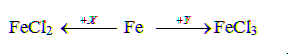 FeCl₂ ⟵+X Fe ⟶+Y FeCl₃